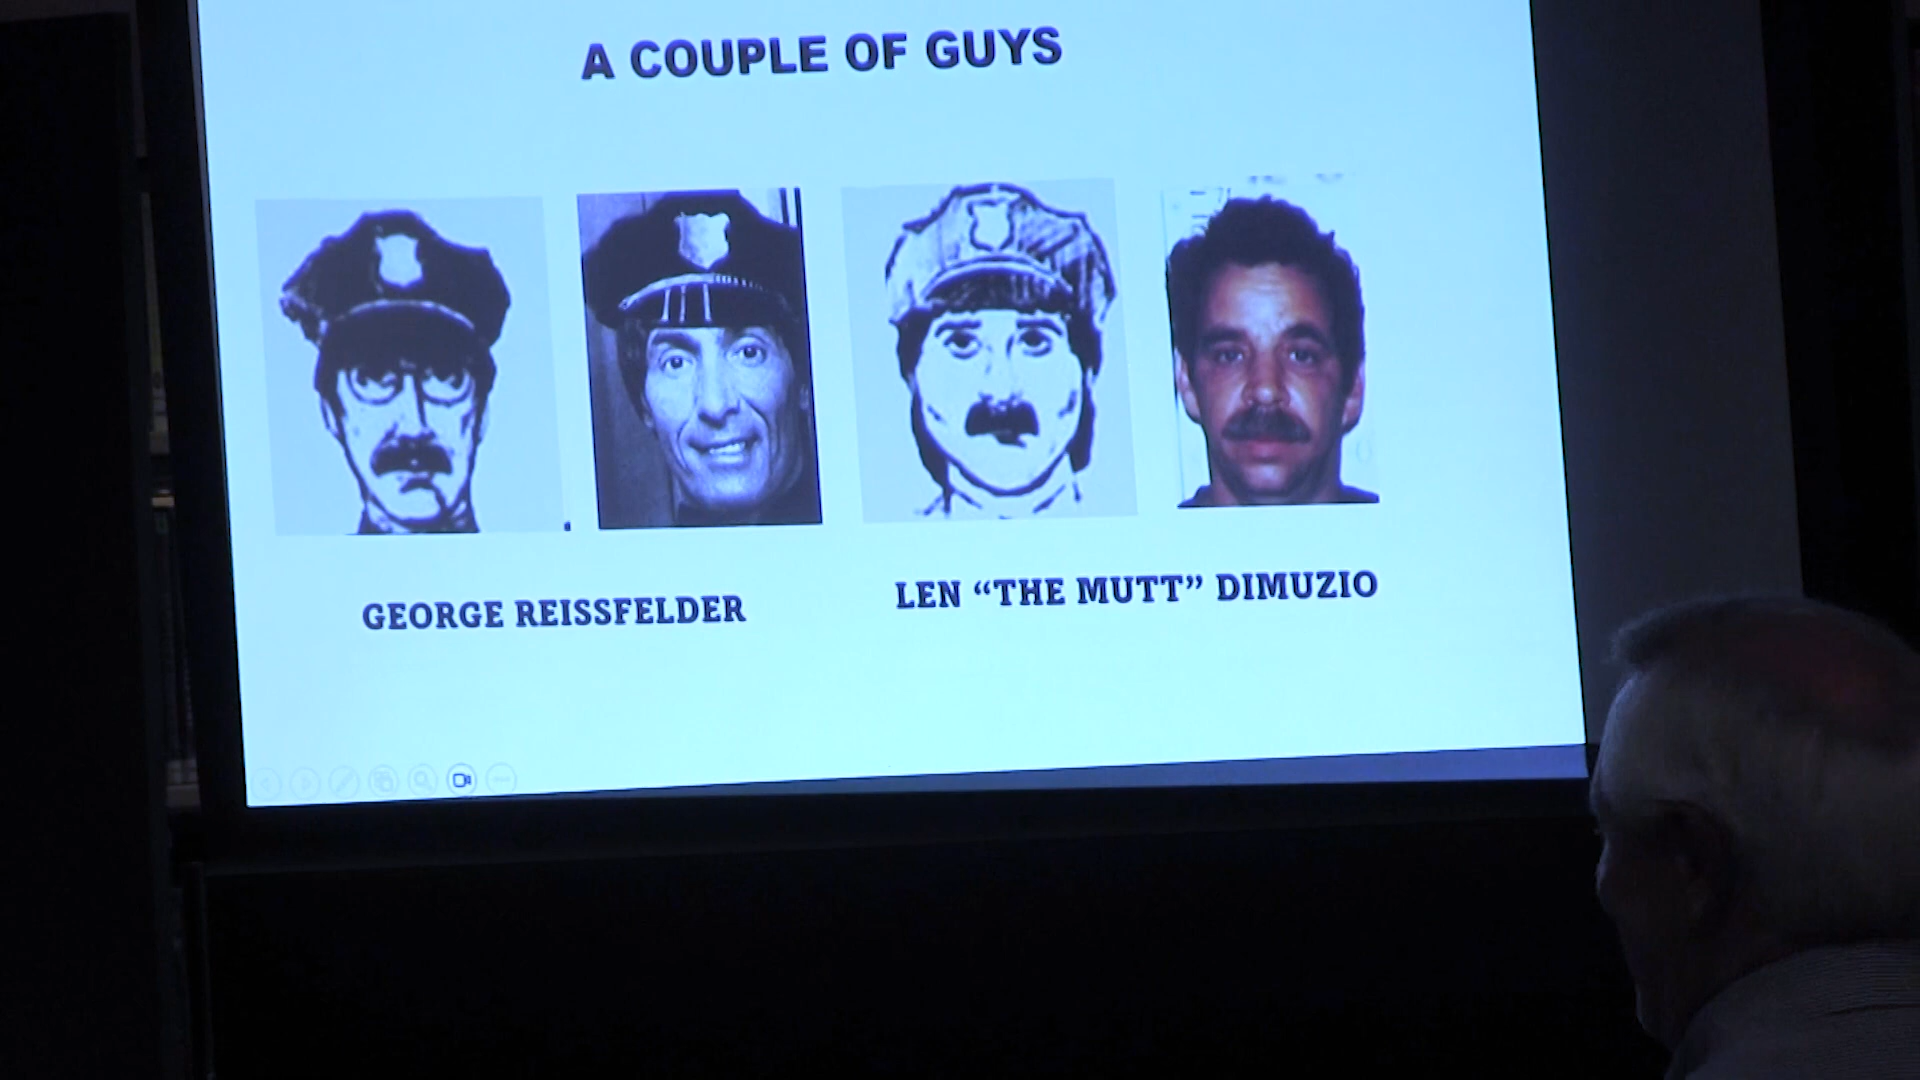 A COUPLE OF GUYS
GEORGE REISSFELDER
LEN “THE MUTT” DIMUZIO